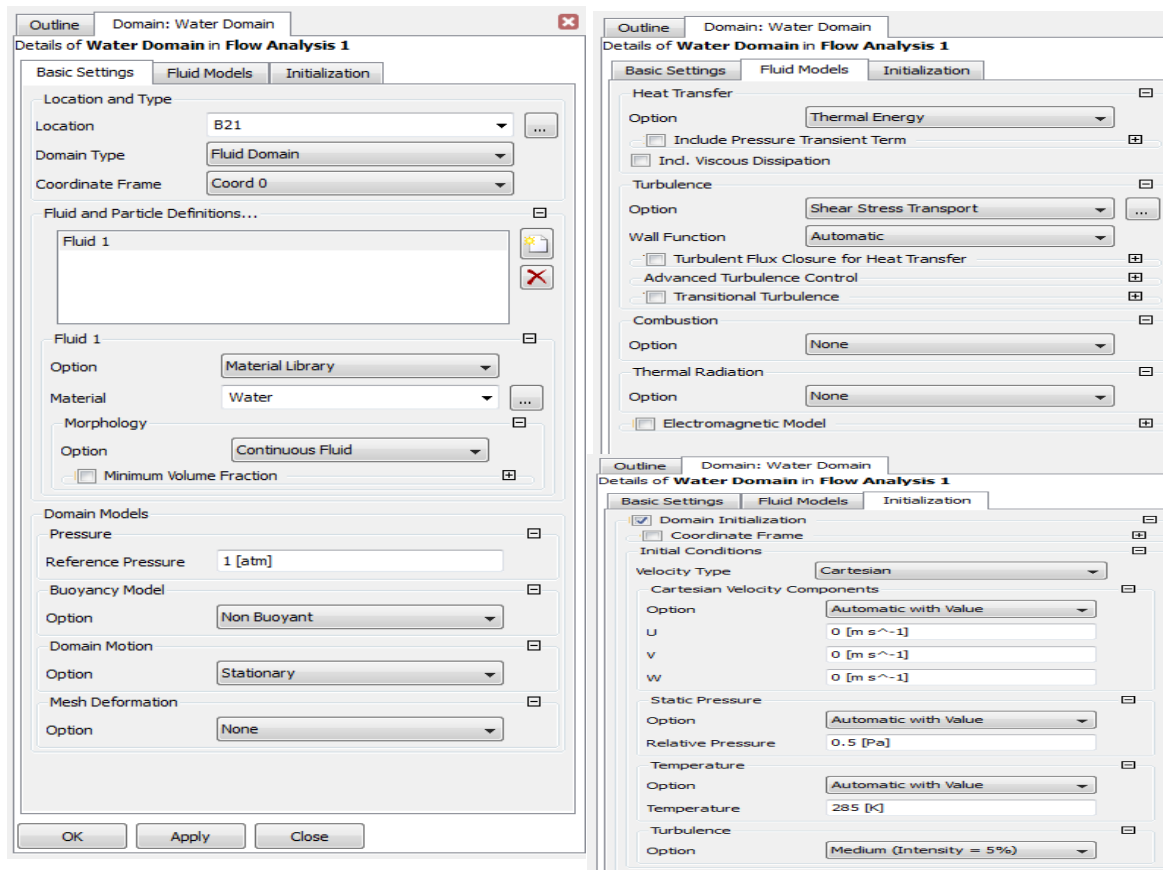 Outline Domain: Water Domain
Details of Water Domain in Flow Analysis 1
Basic Settings Fluid Models Initialization
Location and Type
Location B21 ...
Domain Type Fluid Domain
Coordinate Frame Coord 0
Fluid and Particle Definitions...
Fluid 1
Fluid 1
Option Material Library
Material Water ...
Morphology
Option Continuous Fluid
Minimum Volume Fraction
Domain Models
Pressure
Reference Pressure 1 [atm]
Buoyancy Model
Option Non Buoyant
Domain Motion
Option Stationary
Mesh Deformation
Option None
OK Apply Close
Outline Domain: Water Domain
Details of Water Domain in Flow Analysis 1
Basic Settings Fluid Models Initialization
Heat Transfer
Option Thermal Energy
Include Pressure Transient Term
Incl. Viscous Dissipation
Turbulence
Option Shear Stress Transport ...
Wall Function Automatic
Turbulent Flux Closure for Heat Transfer
Advanced Turbulence Control
Transitional Turbulence
Combustion
Option None
Thermal Radiation
Option None
Electromagnetic Model
Outline Domain: Water Domain
Details of Water Domain in Flow Analysis 1
Basic Settings Fluid Models Initialization
Domain Initialization
Coordinate Frame
Initial Conditions
Velocity Type Cartesian
Cartesian Velocity Components
Option Automatic with Value
U 0 [m s^-1]
V 0 [m s^-1]
W 0 [m s^-1]
Static Pressure
Option Automatic with Value
Relative Pressure 0.5 [Pa]
Temperature
Option Automatic with Value
Temperature 285 [K]
Turbulence
Option Medium (Intensity = 5%)